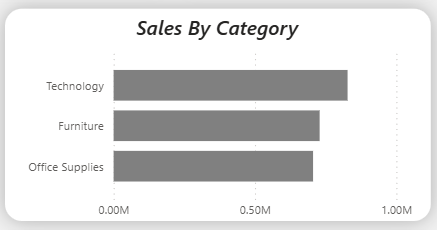 Sales By Category
Technology
Furniture
Office Supplies
0.00M 0.50M 1.00M